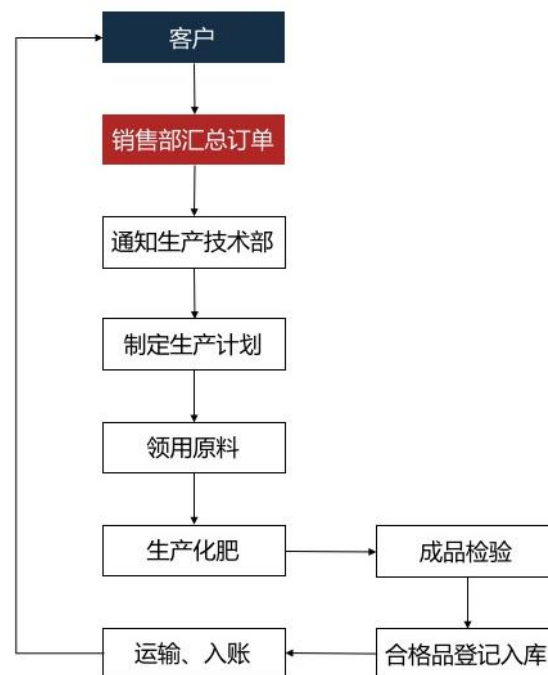 客户
销售部汇总订单
通知生产技术部
制定生产计划
领用原料
生产化肥
成品检验
运输、入账
合格品登记入库